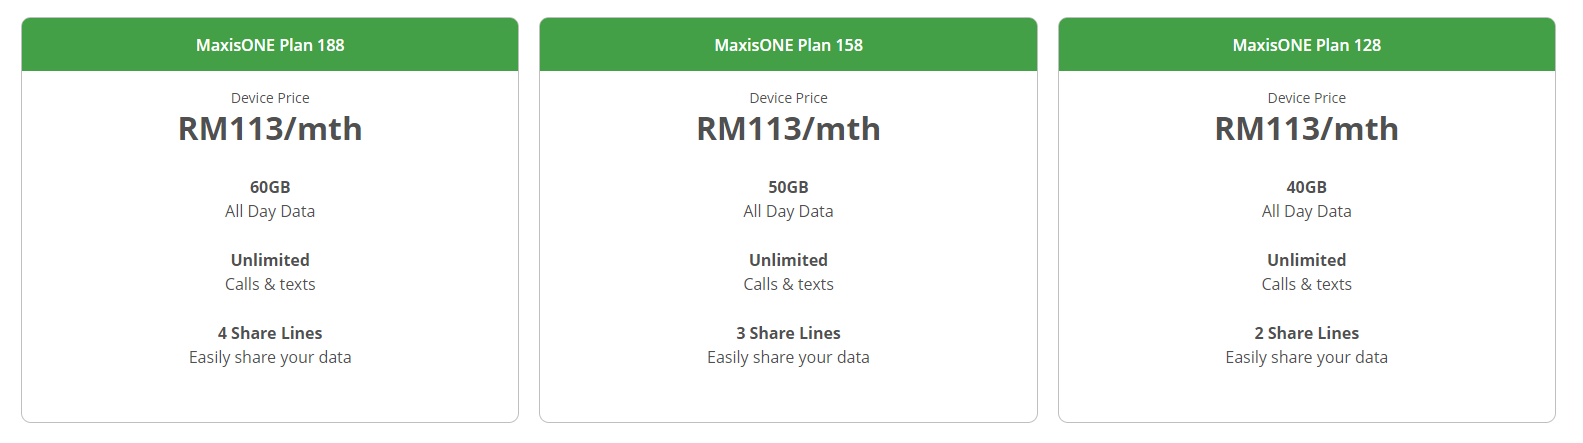 MaxisONE Plan 188
Device Price
RM113/mth
60GB
All Day Data
Unlimited
Calls & texts
4 Share Lines
Easily share your data
MaxisONE Plan 158
Device Price
RM113/mth
50GB
All Day Data
Unlimited
Calls & texts
3 Share Lines
Easily share your data
MaxisONE Plan 128
Device Price
RM113/mth
40GB
All Day Data
Unlimited
Calls & texts
2 Share Lines
Easily share your data